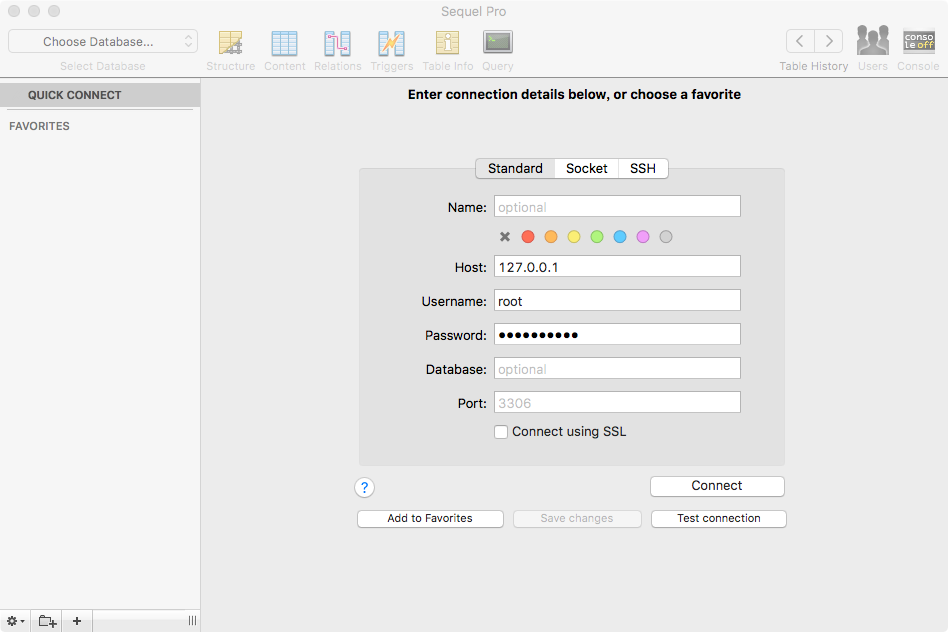 Sequel Pro
Choose Database...
Select Database
Structure
Content
Relations
Triggers
Table Info
Query
Table History
Users
conso
le off
Console
QUICK CONNECT
FAVORITES
Enter connection details below, or choose a favorite
Standard
Socket
SSH
Name: optional
Host: 127.0.0.1
Username: root
Password: ●●●●●●●●●●
Database: optional
Port: 3306
Connect using SSL
?
Connect
Add to Favorites
Save changes
Test connection